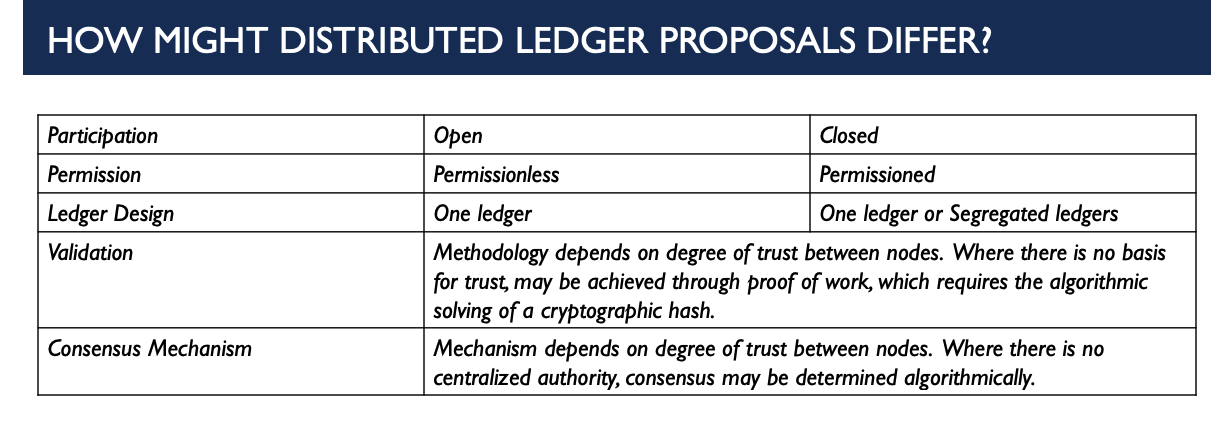 HOW MIGHT DISTRIBUTED LEDGER PROPOSALS DIFFER?
Participation Open Closed
Permission Permissionless Permissioned
Ledger Design One ledger One ledger or Segregated ledgers
Validation Methodology depends on degree of trust between nodes. Where there is no basis
for trust, may be achieved through proof of work, which requires the algorithmic
solving of a cryptographic hash.
Consensus Mechanism Mechanism depends on degree of trust between nodes. Where there is no
centralized authority, consensus may be determined algorithmically.